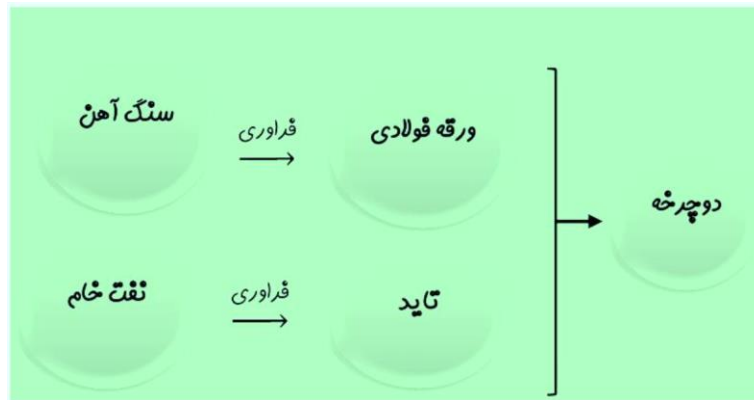 سنگ آهن
فراوری
ورقه فولادی
نفت خام
فراوری
تاید
دوچرخه